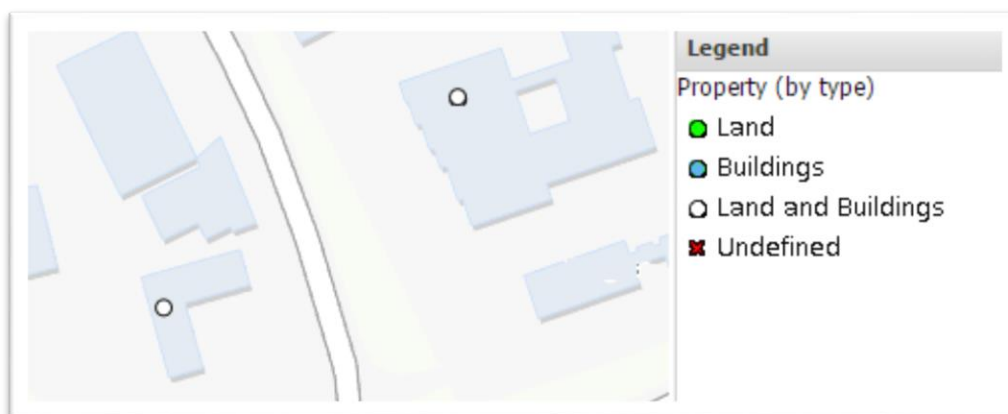 Legend
Property (by type)
Land
Buildings
Land and Buildings
Undefined